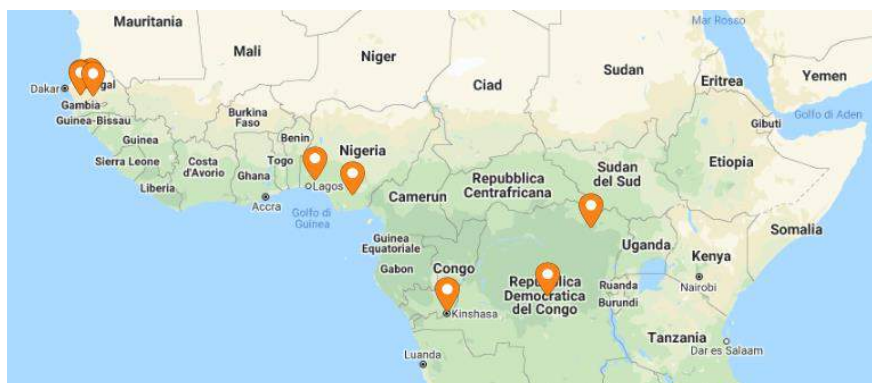 Mauritania
Mar Rosso
Mali
Niger
Sudan
Ciad
Eritrea
Yemen
Dakar
gal
Gambia
Golfo di Aden
Guinea-Bissau
Burkina
Faso
Gibuti
Guinea
Benin
Nigeria
Sierra Leone
Costa
d'Avorio
Togo
Ghana
Etiopia
Sudan
del Sud
Repubblica
Centrafricana
Liberia
Lagos
Camerun
Accra
Golfo di
Guinea
Somalia
Guinea
Equatoriale
Uganda
Kenya
Gabon
Congo
Ruanda
Nairobi
Democratica
del Congo
Burundi
Kinshasa
Tanzania
Dar es Salaam
Luanda